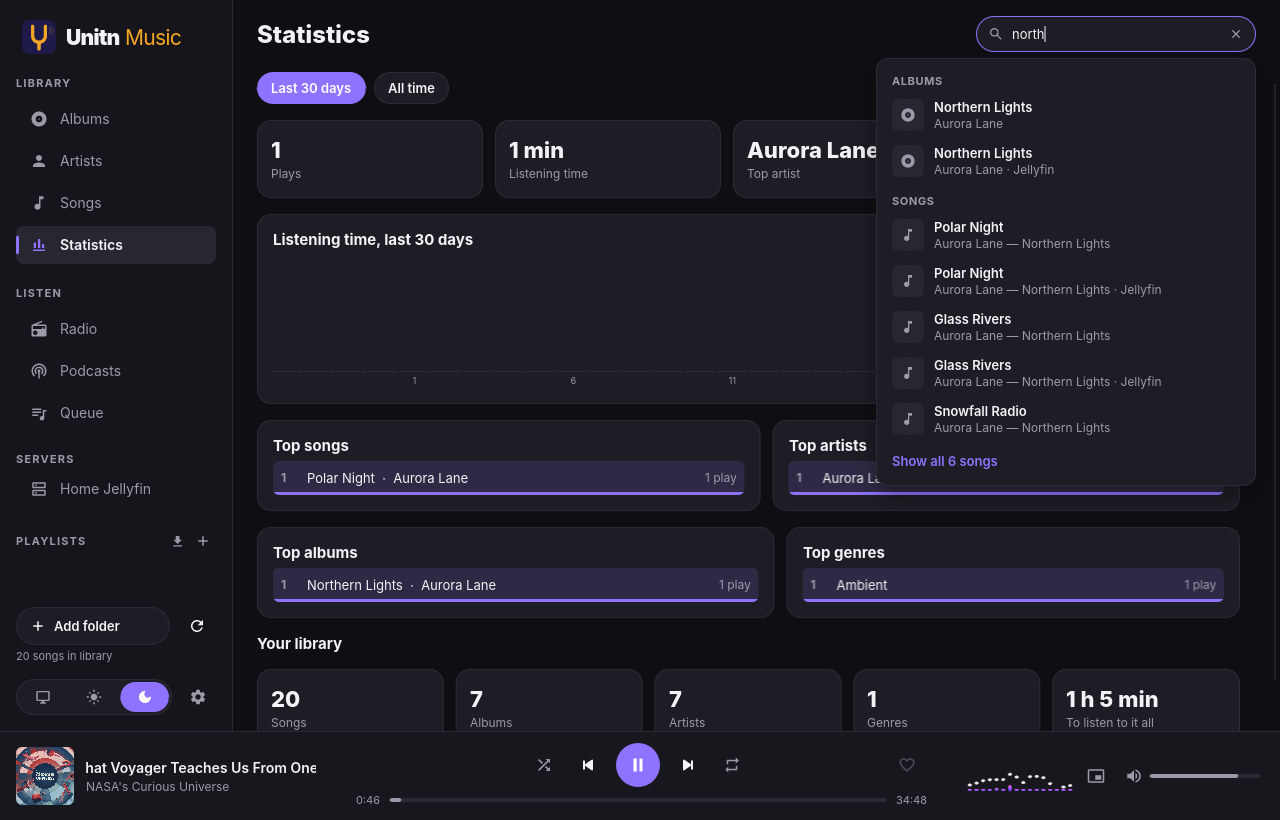 Unitn Music
LIBRARY
Albums
Artists
Songs
Statistics
LISTEN
Radio
Podcasts
Queue
SERVERS
Home Jellyfin
PLAYLISTS
Add folder
20 songs in library
Statistics
north
Last 30 days
All time
1
Plays
1 min
Listening time
Aurora Lane
Top artist
Listening time, last 30 days
1
6
11
ALBUMS
Northern Lights
Aurora Lane
Northern Lights
Aurora Lane · Jellyfin
SONGS
Polar Night
Aurora Lane — Northern Lights
Polar Night
Aurora Lane — Northern Lights · Jellyfin
Glass Rivers
Aurora Lane — Northern Lights
Glass Rivers
Aurora Lane — Northern Lights · Jellyfin
Snowfall Radio
Aurora Lane — Northern Lights
Show all 6 songs
Top songs
1 Polar Night · Aurora Lane 1 play
Top artists
1 Aurora La
Top albums
1 Northern Lights · Aurora Lane 1 play
Top genres
1 Ambient 1 play
Your library
20
Songs
7
Albums
7
Artists
1
Genres
1 h 5 min
To listen to it all
hat Voyager Teaches Us From One
NASA's Curious Universe
0:46
34:48